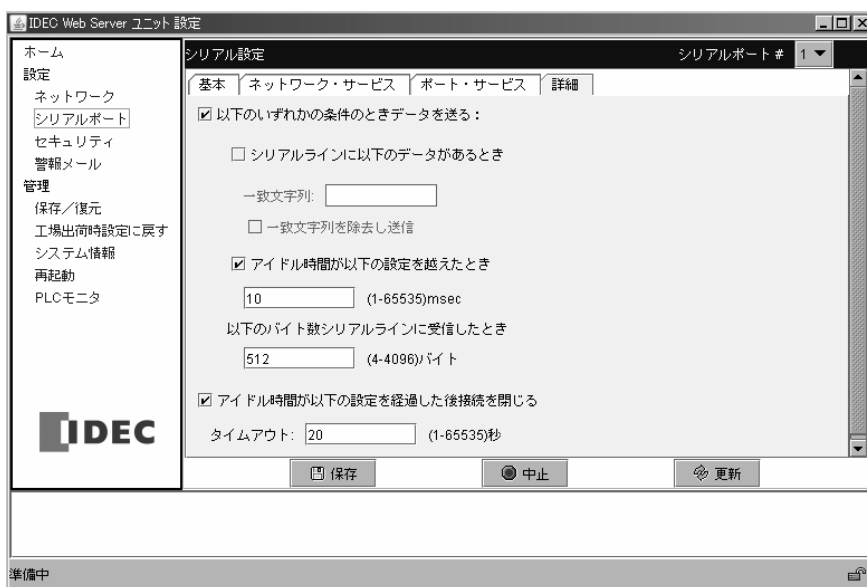 IDEC Web Server ユニット 設定
ホーム
設定
ネットワーク
シリアルポート
セキュリティ
警報メール
管理
保存／復元
工場出荷時設定に戻す
システム情報
再起動
PLCモニタ
IDEC
シリアル設定
シリアルポート # 1
基本 ネットワーク・サービス ポート・サービス 詳細
以下のいずれかの条件のときデータを送る：
シリアルラインに以下のデータがあるとき
一致文字列:
一致文字列を除去し送信
アイドル時間が以下の設定を越えたとき
10 (1-65535)msec
以下のバイト数シリアルラインに受信したとき
512 (4-4096)バイト
アイドル時間が以下の設定を経過した後接続を閉じる
タイムアウト: 20 (1-65535)秒
保存 中止 更新
準備中